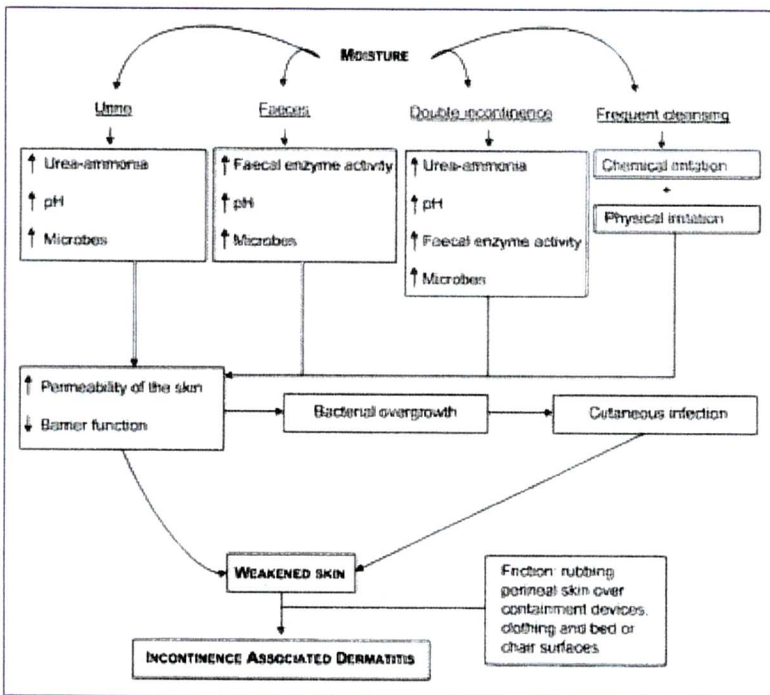 MOISTURE
Urine
Faeces
Double incontinence
Frequent cleansing
↑ Urea-ammonia
↑ pH
↑ Microbes
↑ Faecal enzyme activity
↑ pH
↑ Microbes
↑ Urea-ammonia
↑ pH
↑ Faecal enzyme activity
↑ Microbes
Chemical irritation
+
Physical irritation
↑ Permeability of the skin
↓ Barrier function
Bacterial overgrowth
Cutaneous infection
WEAKENED SKIN
Friction: rubbing
perineal skin over
containment devices,
clothing and bed or
chair surfaces
INCONTINENCE ASSOCIATED DERMATITIS